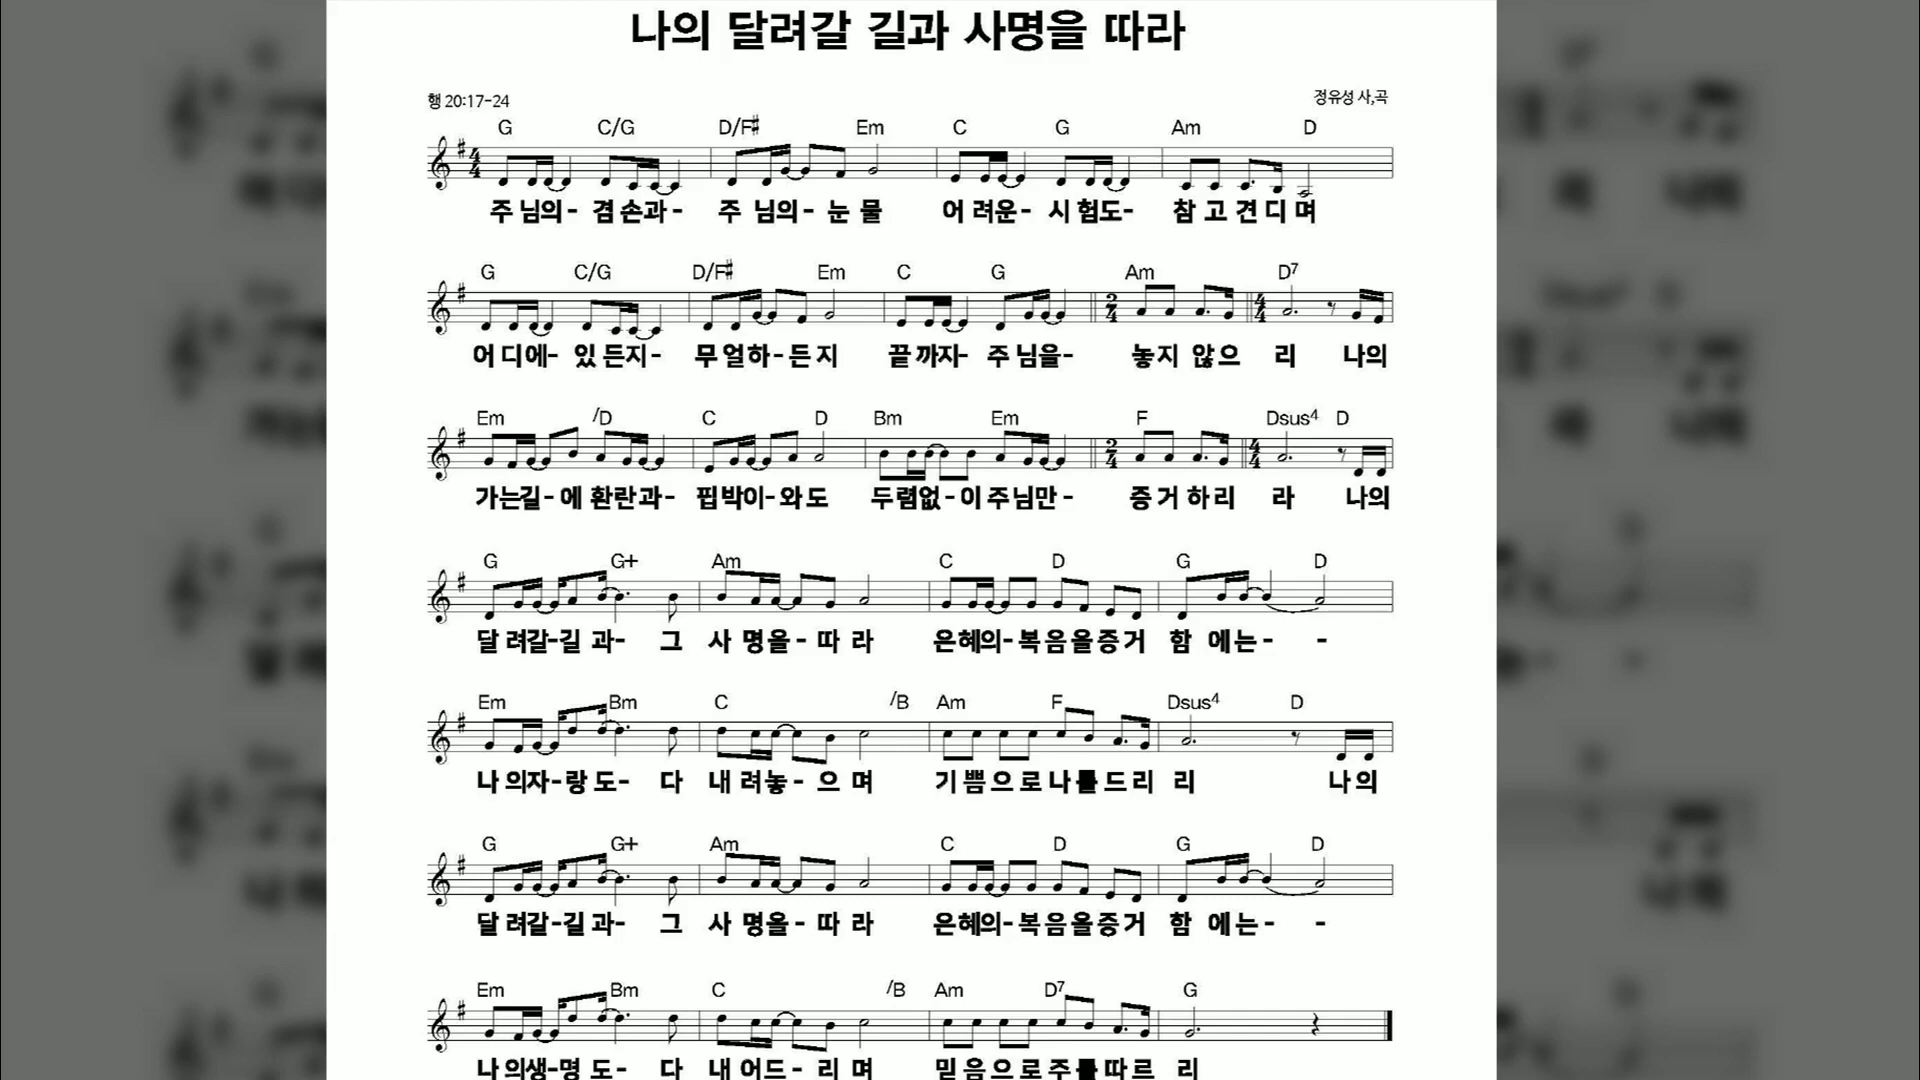 나의 달려갈 길과 사명을 따라
행 20:17-24
정유성 사,곡
G C/G D/F# Em C G Am D
주 님의- 겸 손과- 주 님의- 눈 물 어 려운- 시 험도- 참 고 견 디 며
G C/G D/F# Em C G Am D7
어 디에- 있 든지- 무 얼하- 든 지 끝 까지- 주 님을- 놓지 않으 리 나의
Em /D C D Bm Em F Dsus4 D
가는길- 에 환란과- 핍박이- 와도 두렴없- 이 주님만- 증거 하리 라 나의
G G+ Am C D G D
달 려갈-길 과- 그 사 명을- 따 라 은혜의-복음을증거 함 에는- -
Em Bm C /B Am F Dsus4 D
나 의자-랑 도- 다 내 려놓- 으 며 기쁨으로나를드리 리 나의
G G+ Am C D G D
달 려갈-길 과- 그 사 명을- 따 라 은혜의-복음을증거 함 에는- -
Em Bm C /B Am D7 G
나 의생-명 도- 다 내 어드- 리 며 믿음으로주를따르 리